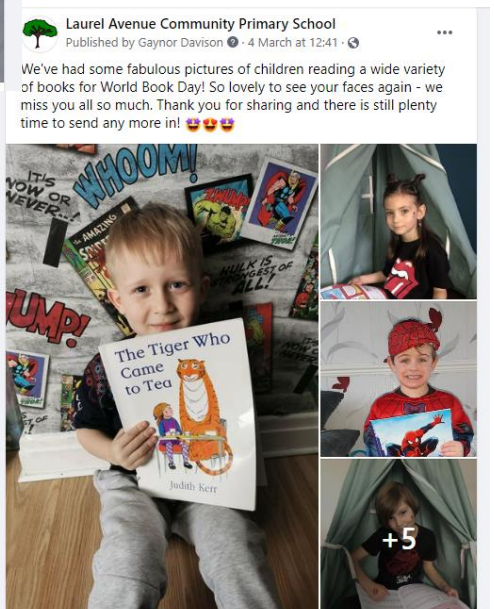 Laurel Avenue Community Primary School
Published by Gaynor Davison · 4 March at 12:41 ·
We've had some fabulous pictures of children reading a wide variety
of books for World Book Day! So lovely to see your faces again - we
miss you all so much. Thank you for sharing and there is still plenty
time to send any more in! 🤩😍🤩
WHOOM!
IT'S
NOW OR
NEVER...!
THE AMAZING
THWUMP!
HULK IS
STRONGEST OF
ALL!
UMP!
The Tiger Who
Came
to Tea
Judith Kerr
+5